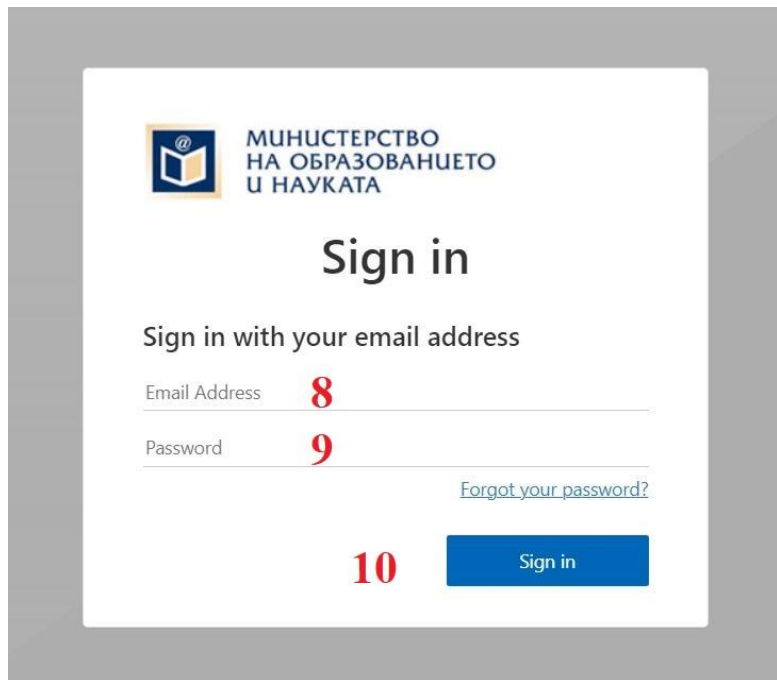 @
МИНИСТЕРСТВО
НА ОБРАЗОВАНИЕТО
И НАУКАТА
Sign in
Sign in with your email address
Email Address 8
Password 9
Forgot your password?
10 Sign in